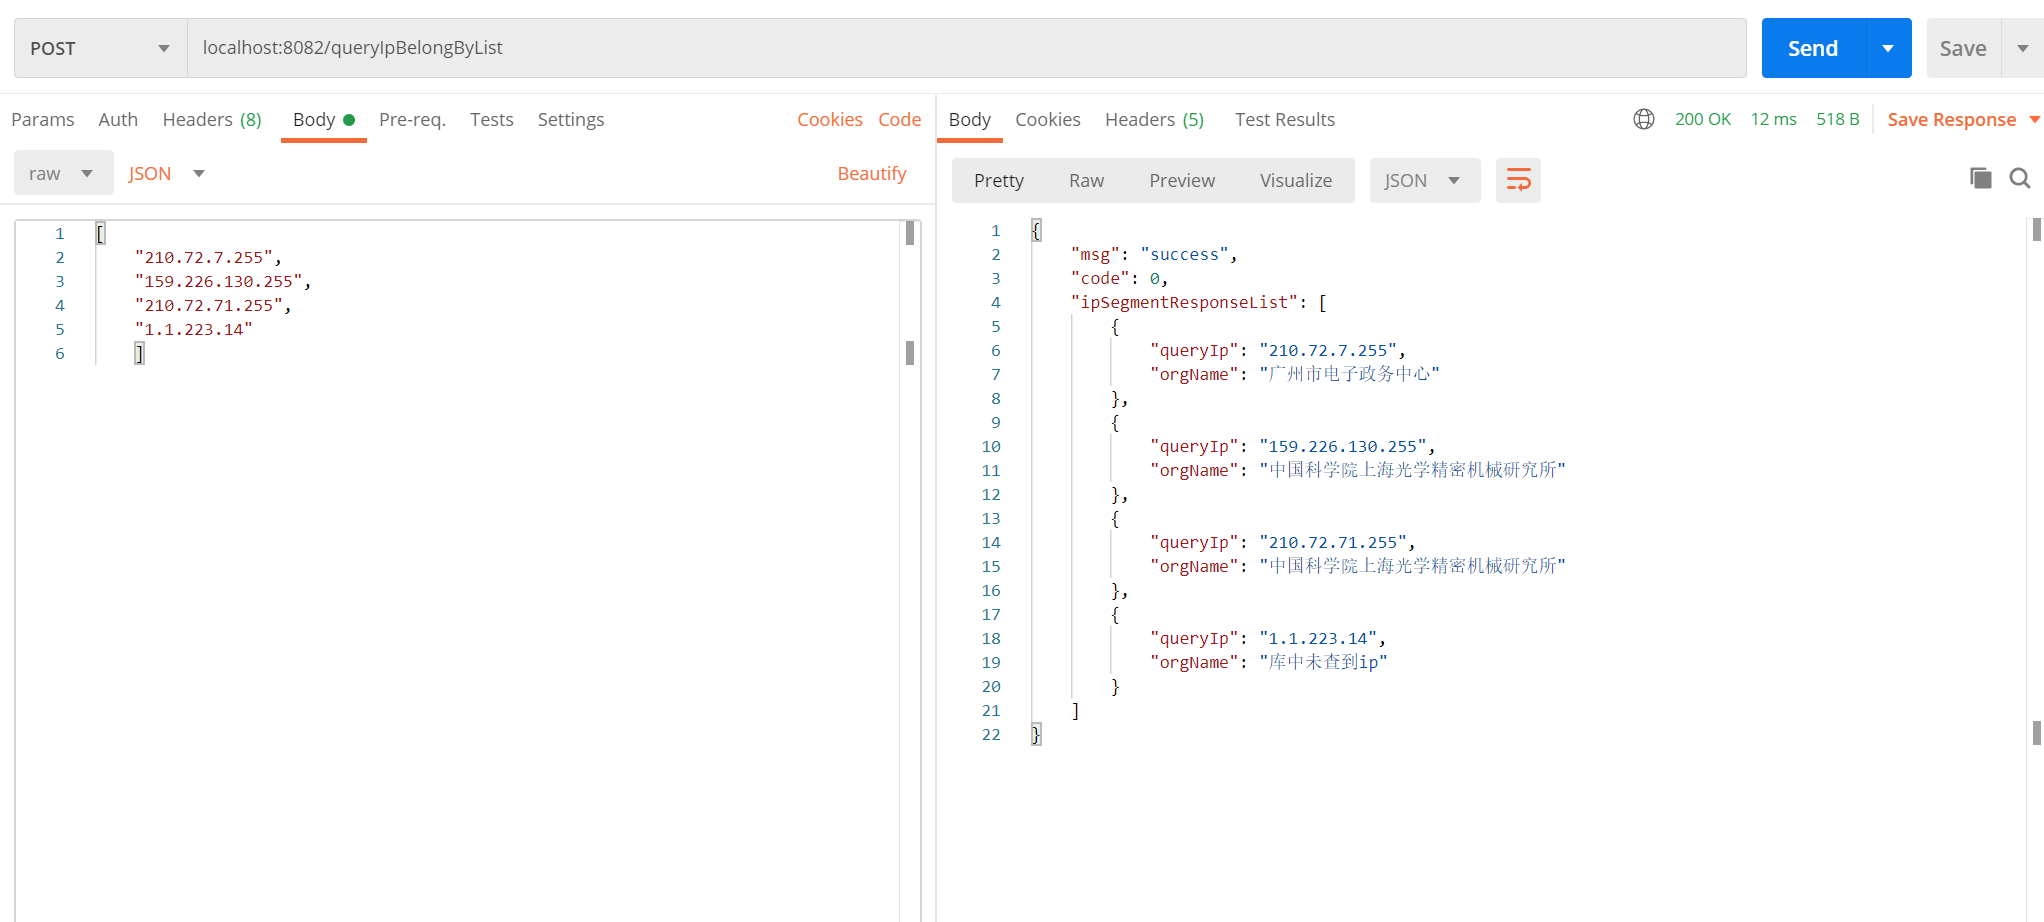 POST localhost:8082/queryIpBelongByList Send Save
Params Auth Headers (8) Body Pre-req. Tests Settings Cookies Code
raw JSON Beautify
1 [
2 "210.72.7.255",
3 "159.226.130.255",
4 "210.72.71.255",
5 "1.1.223.14"
6 ]
Body Cookies Headers (5) Test Results 200 OK 12 ms 518 B Save Response
Pretty Raw Preview Visualize JSON
1 {
2 "msg": "success",
3 "code": 0,
4 "ipSegmentResponseList": [
5 {
6 "queryIp": "210.72.7.255",
7 "orgName": "广州市电子政务中心"
8 },
9 {
10 "queryIp": "159.226.130.255",
11 "orgName": "中国科学院上海光学精密机械研究所"
12 },
13 {
14 "queryIp": "210.72.71.255",
15 "orgName": "中国科学院上海光学精密机械研究所"
16 },
17 {
18 "queryIp": "1.1.223.14",
19 "orgName": "库中未查到ip"
20 }
21 ]
22 }